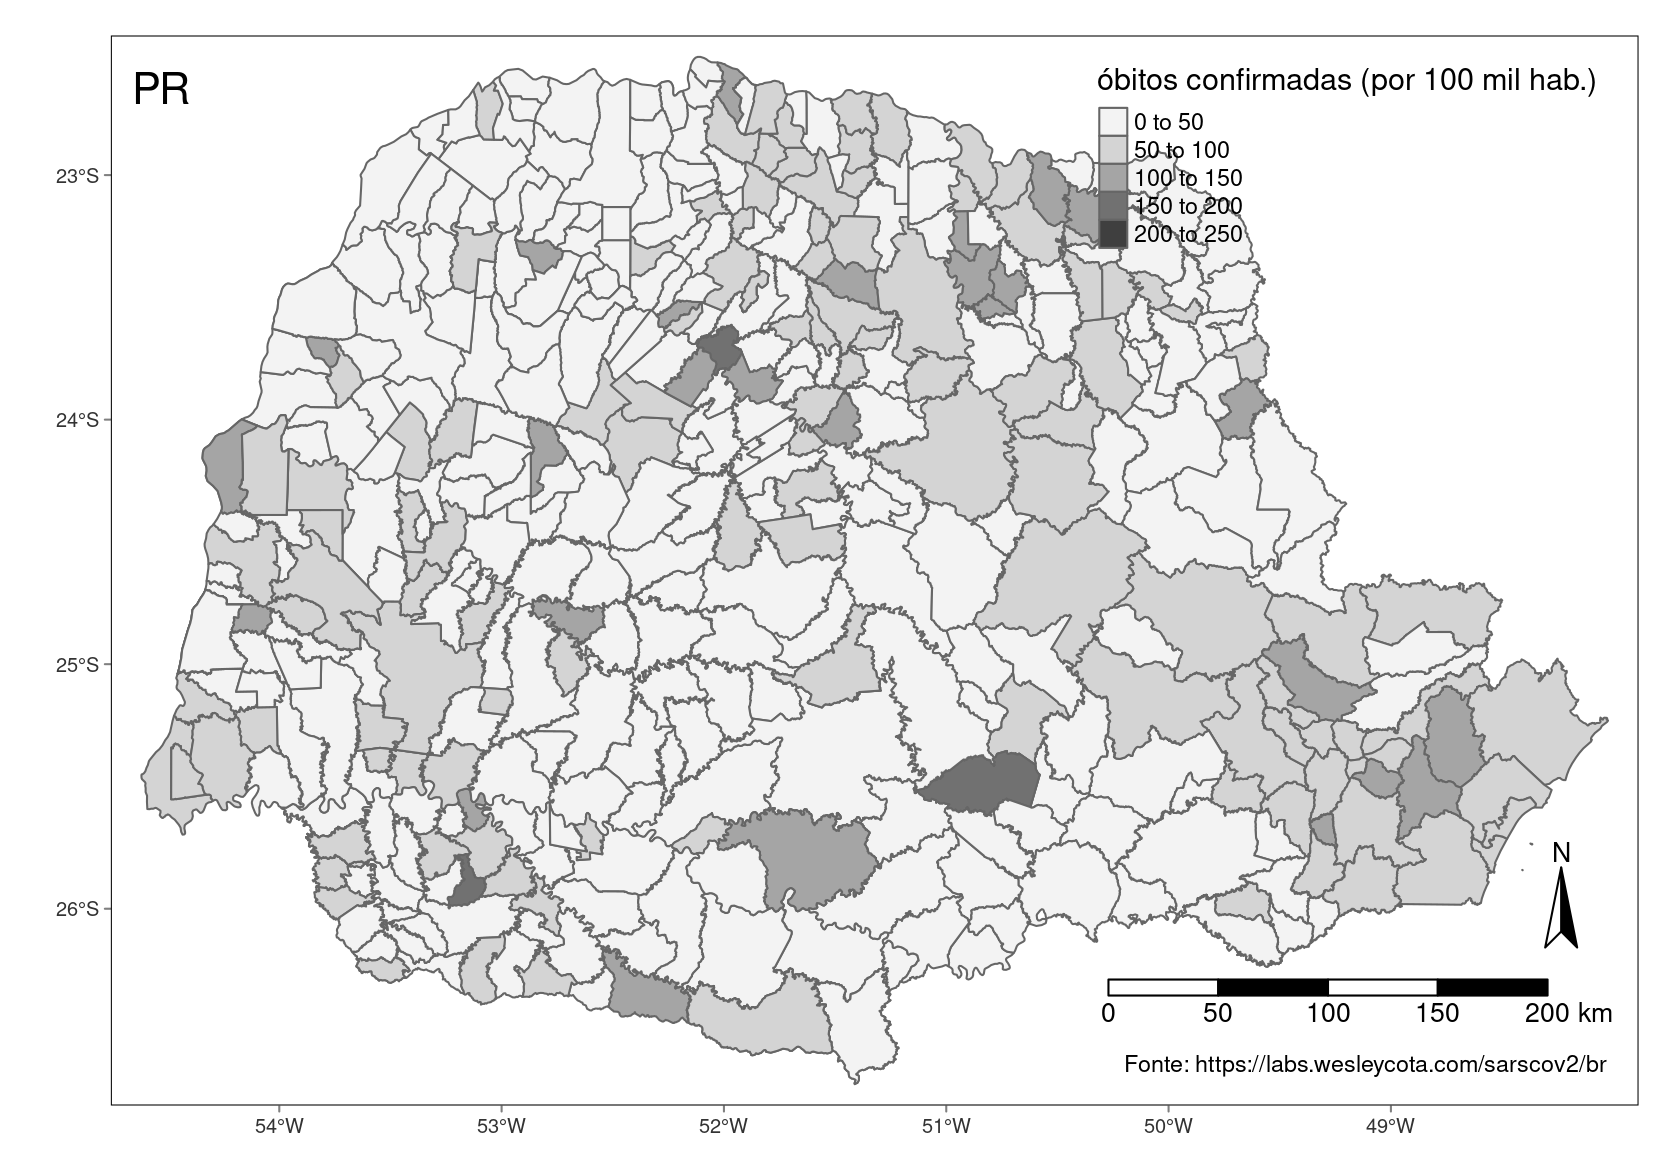 PR
óbitos confirmadas (por 100 mil hab.)
0 to 50
50 to 100
100 to 150
150 to 200
200 to 250
23°S
24°S
25°S
26°S
N
0 50 100 150 200 km
Fonte: https://labs.wesleycota.com/sarscov2/br
54°W 53°W 52°W 51°W 50°W 49°W